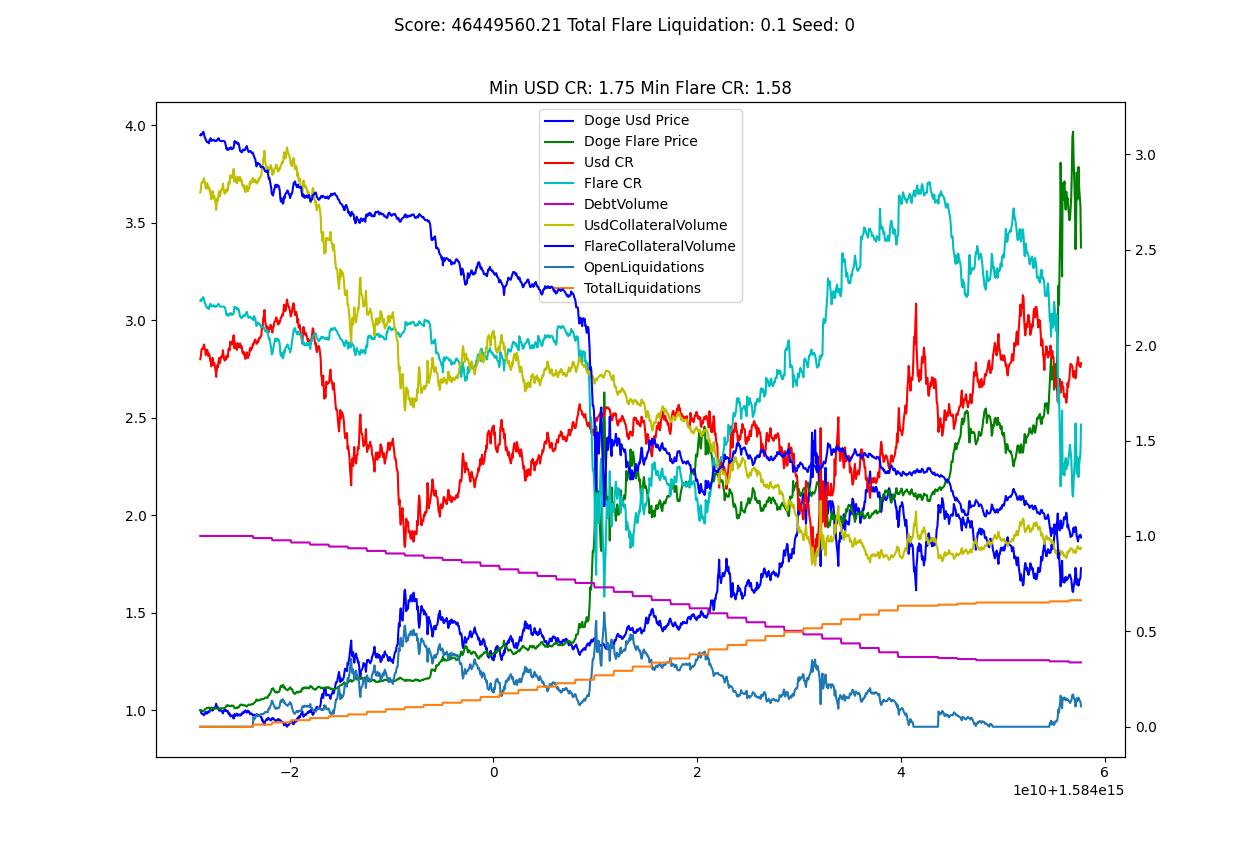 Score: 46449560.21 Total Flare Liquidation: 0.1 Seed: 0
Min USD CR: 1.75 Min Flare CR: 1.58
4.0
3.5
3.0
2.5
2.0
1.5
1.0
Doge Usd Price
Doge Flare Price
Usd CR
Flare CR
DebtVolume
UsdCollateralVolume
FlareCollateralVolume
OpenLiquidations
TotalLiquidations
3.0
2.5
2.0
1.5
1.0
0.5
0.0
−2 0 2 4 6
1e10+1.584e15